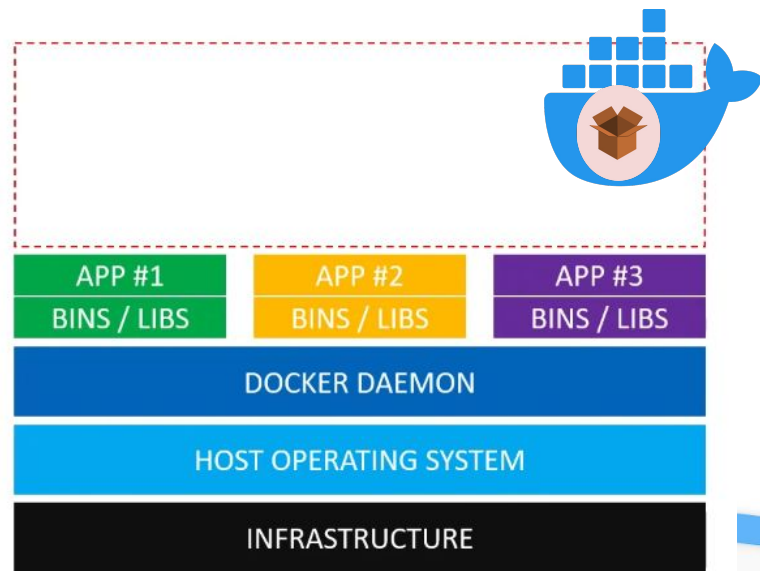 APP #1
APP #2
APP #3
BINS / LIBS
BINS / LIBS
BINS / LIBS
DOCKER DAEMON
HOST OPERATING SYSTEM
INFRASTRUCTURE